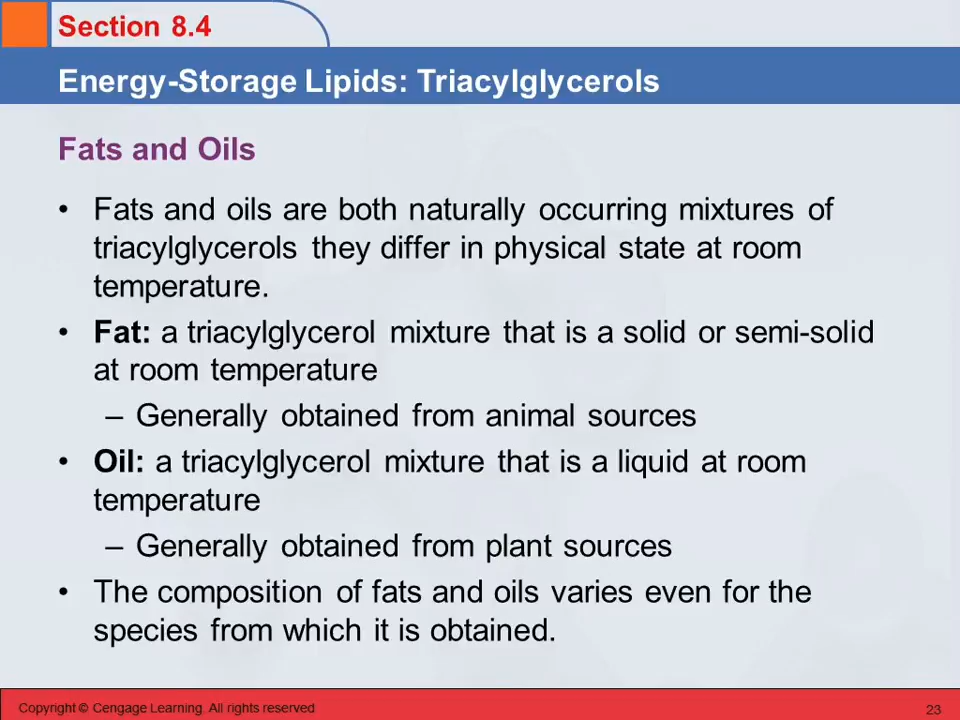 Section 8.4
Energy-Storage Lipids: Triacylglycerols
Fats and Oils
• Fats and oils are both naturally occurring mixtures of
triacylglycerols they differ in physical state at room
temperature.
• Fat: a triacylglycerol mixture that is a solid or semi-solid
at room temperature
– Generally obtained from animal sources
• Oil: a triacylglycerol mixture that is a liquid at room
temperature
– Generally obtained from plant sources
• The composition of fats and oils varies even for the
species from which it is obtained.
Copyright © Cengage Learning. All rights reserved
23